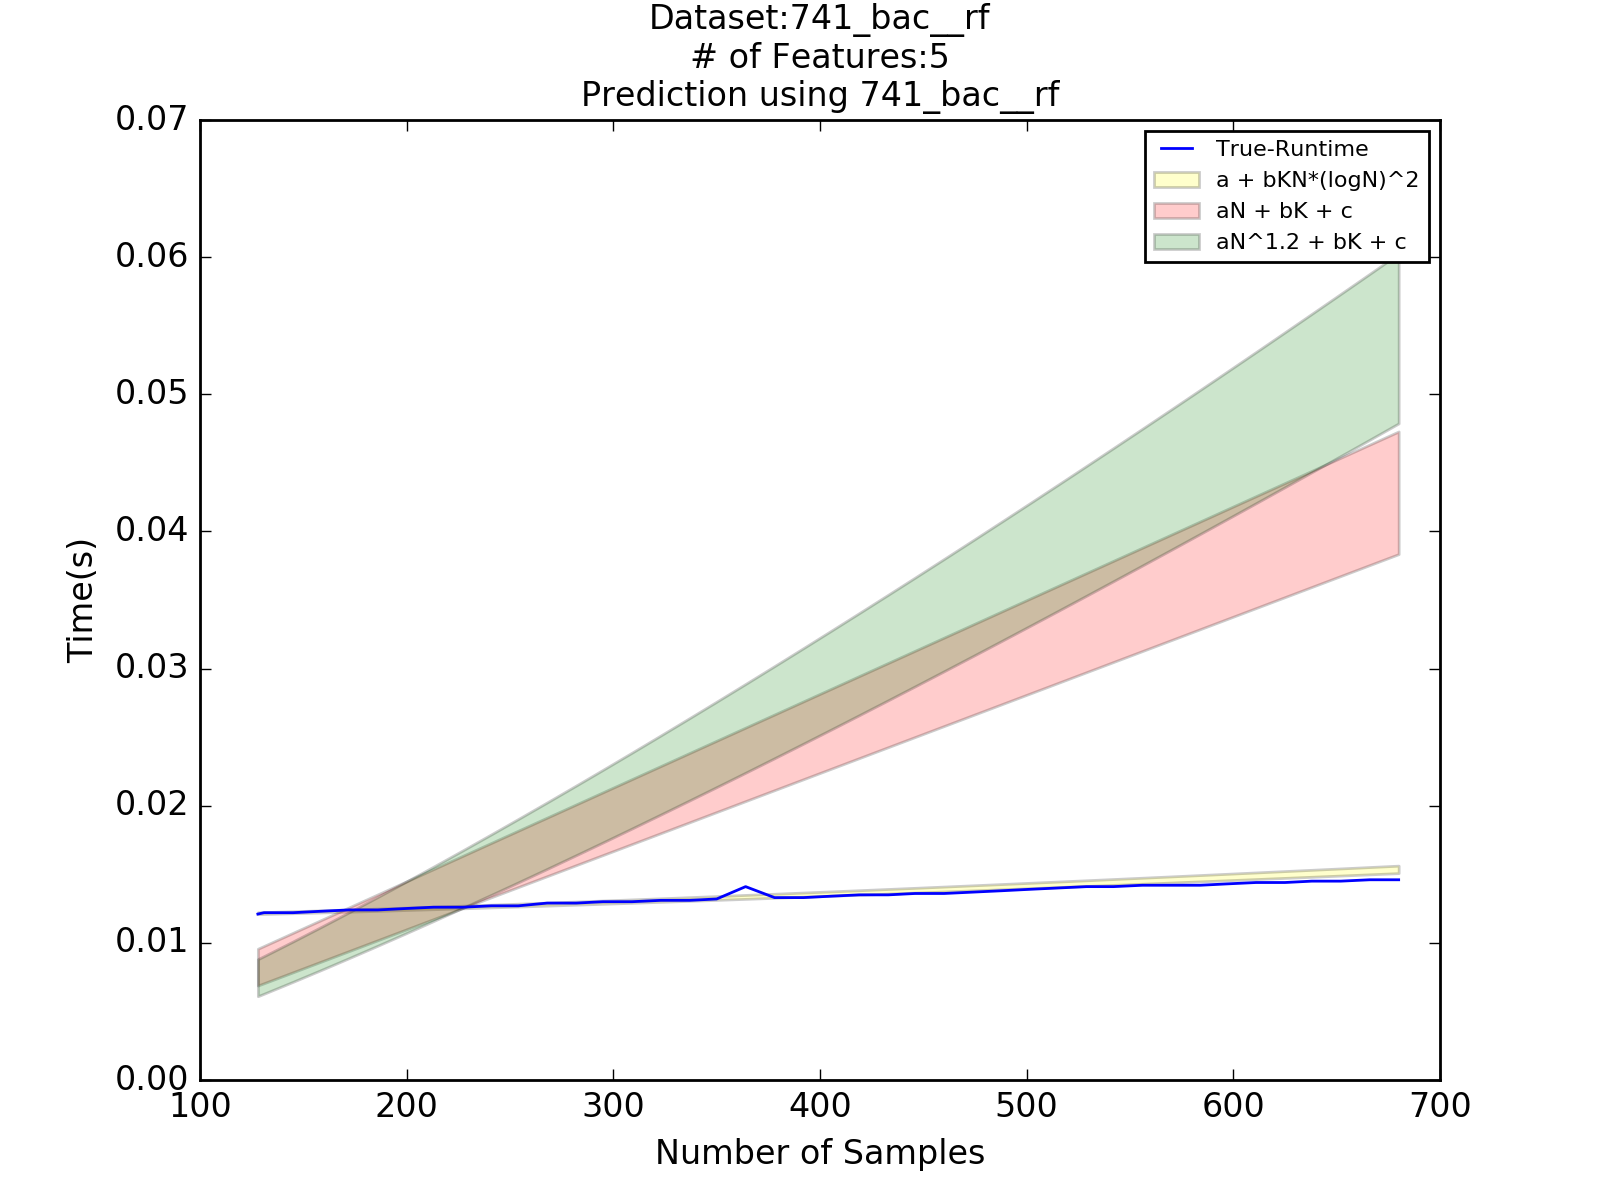 Dataset:741_bac__rf
# of Features:5
Prediction using 741_bac__rf
True-Runtime
a + bKN*(logN)^2
aN + bK + c
aN^1.2 + bK + c
0.07
0.06
0.05
0.04
0.03
0.02
0.01
0.00
Time(s)
100 200 300 400 500 600 700
Number of Samples